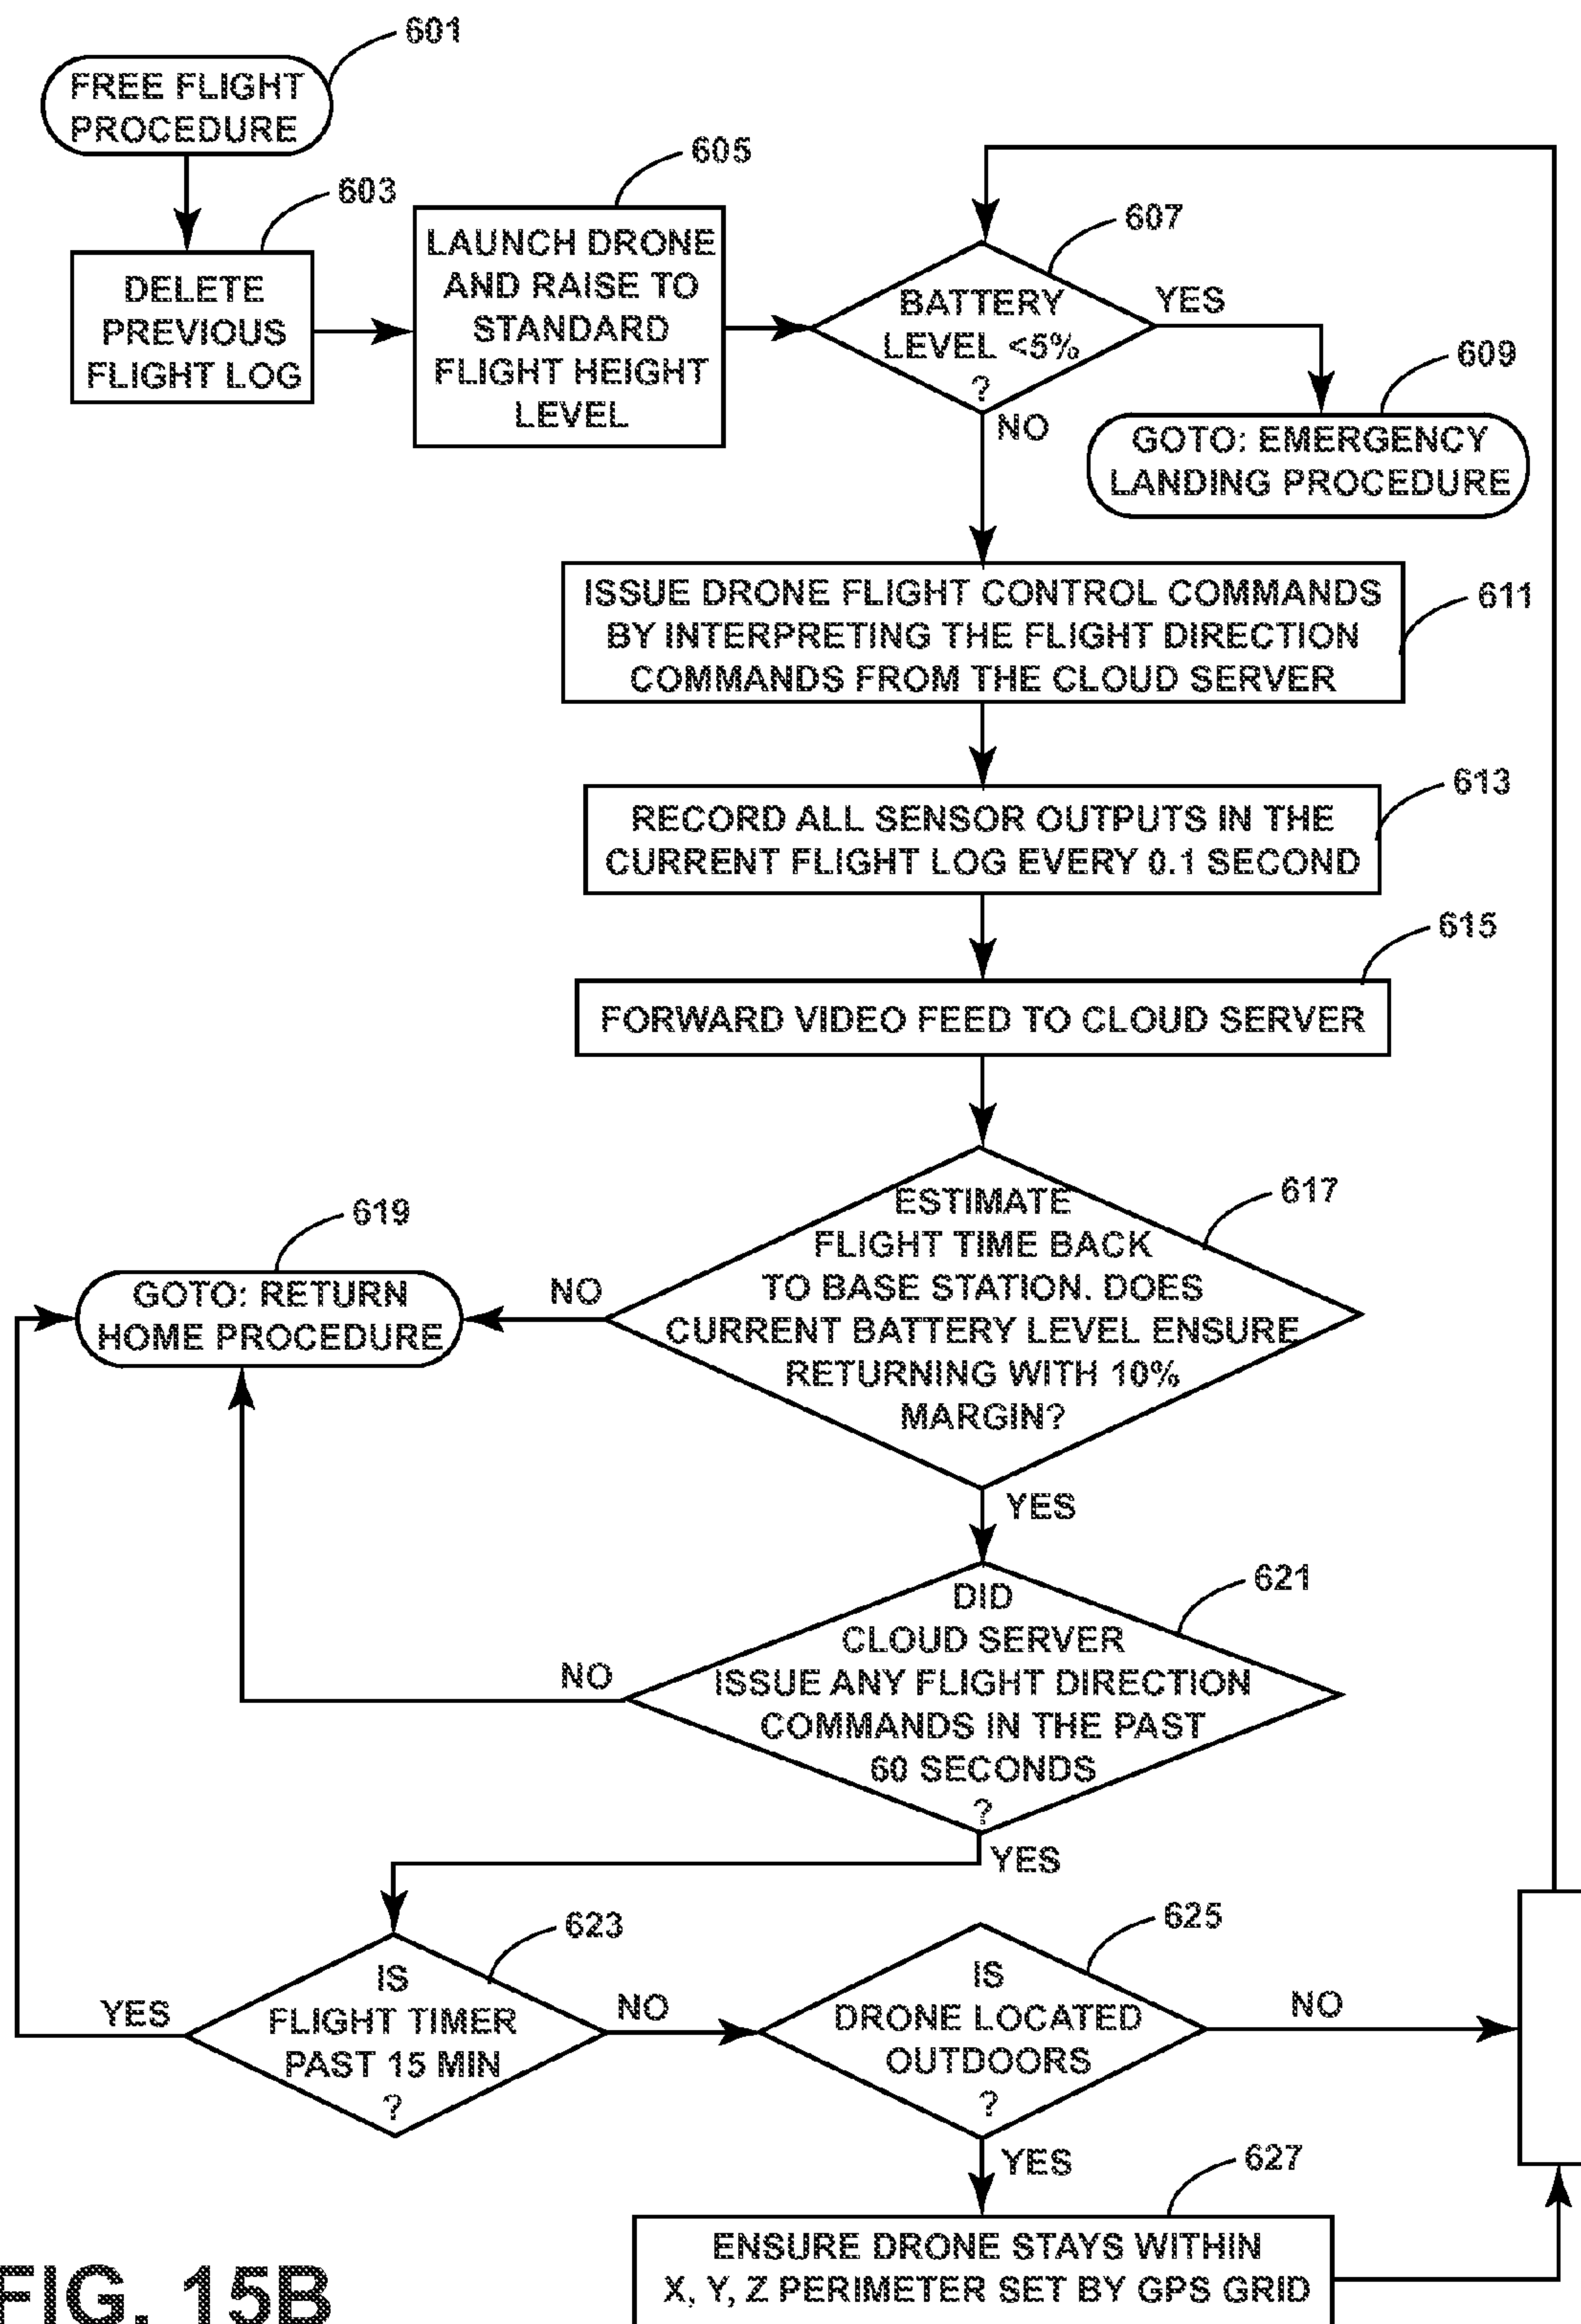 601
FREE FLIGHT
PROCEDURE
603
DELETE
PREVIOUS
FLIGHT LOG
605
LAUNCH DRONE
AND RAISE TO
STANDARD
FLIGHT HEIGHT
LEVEL
607
BATTERY
LEVEL <5%
?
YES
NO
609
GOTO: EMERGENCY
LANDING PROCEDURE
ISSUE DRONE FLIGHT CONTROL COMMANDS
BY INTERPRETING THE FLIGHT DIRECTION
COMMANDS FROM THE CLOUD SERVER
611
RECORD ALL SENSOR OUTPUTS IN THE
CURRENT FLIGHT LOG EVERY 0.1 SECOND
613
615
FORWARD VIDEO FEED TO CLOUD SERVER
617
ESTIMATE
FLIGHT TIME BACK
TO BASE STATION. DOES
CURRENT BATTERY LEVEL ENSURE
RETURNING WITH 10%
MARGIN?
NO
YES
619
GOTO: RETURN
HOME PROCEDURE
621
DID
CLOUD SERVER
ISSUE ANY FLIGHT DIRECTION
COMMANDS IN THE PAST
60 SECONDS
?
NO
YES
623
IS
FLIGHT TIMER
PAST 15 MIN
?
YES
NO
625
IS
DRONE LOCATED
OUTDOORS
?
NO
YES
627
ENSURE DRONE STAYS WITHIN
X, Y, Z PERIMETER SET BY GPS GRID
FIG. 15B